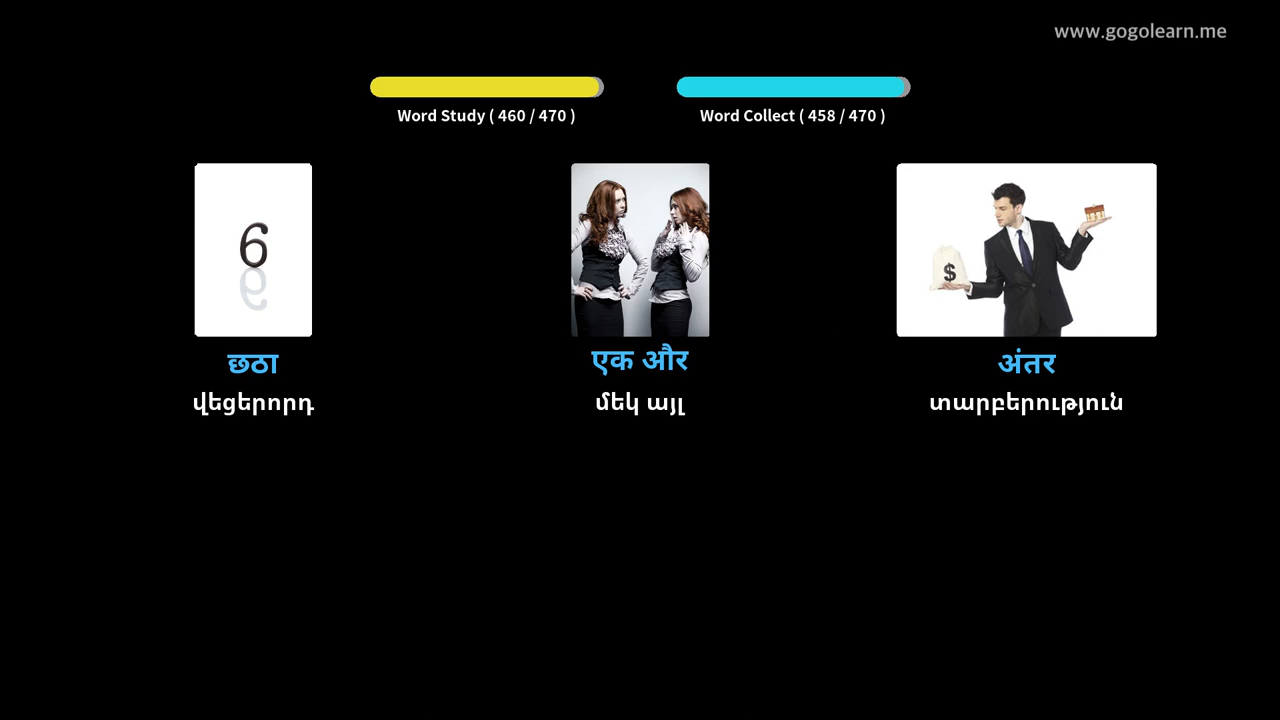 www.gogolearn.me
Word Study ( 460 / 470 )
Word Collect ( 458 / 470 )
6
$
छठा
एक और
अंतर
վեցերորդ
մեկ այլ
տարբերություն